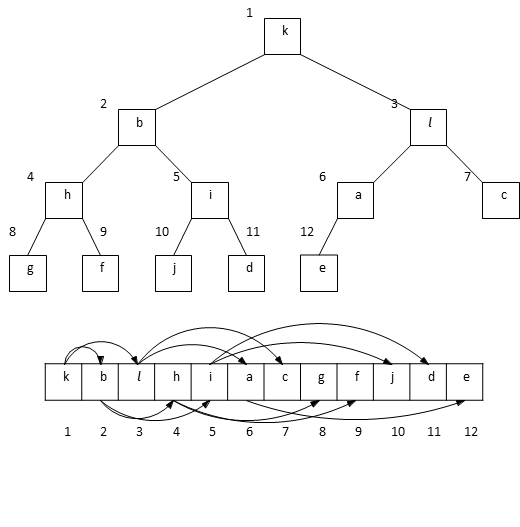 1
k
2 3
b l
4 5 6 7
h i a c
8 9 10 11 12
g f j d e
k b l h i a c g f j d e
1 2 3 4 5 6 7 8 9 10 11 12